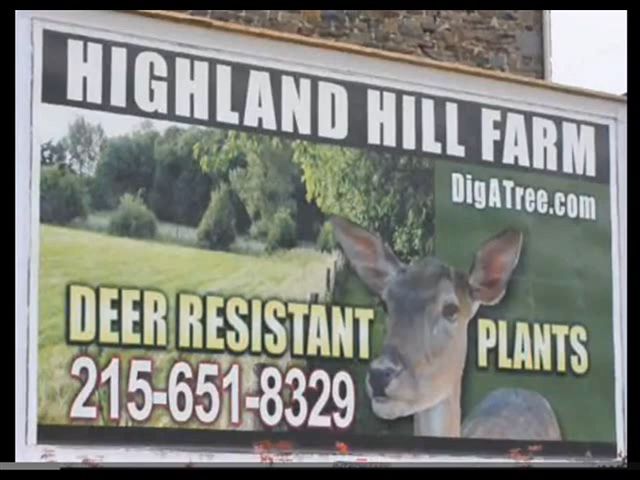 HIGHLAND HILL FARM
DigATree.com
DEER RESISTANT PLANTS
215-651-8329